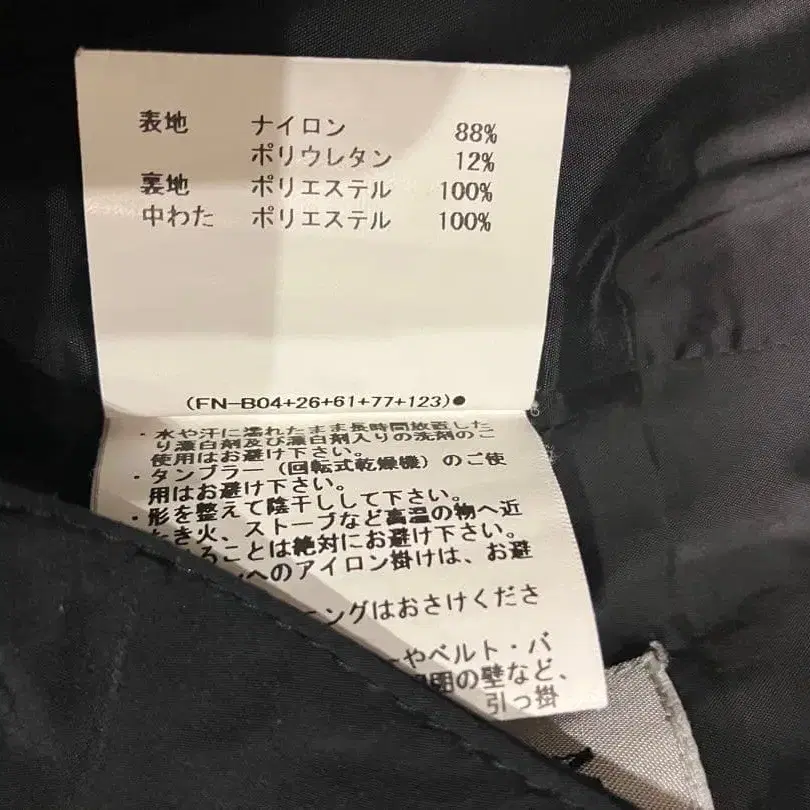 表地 ナイロン 88%
ポリウレタン 12%
裏地 ポリエステル 100%
中わた ポリエステル 100%
(FN-B04+26+61+77+123)●
・水や汗に濡れたまま長時間放置した
り漂白剤及び漂白剤入りの洗剤のご
使用はお避け下さい。
・タンブラー(回転式乾燥機)のご使
用はお避け下さい。
・形を整えて陰干しして下さい。
たき火、ストーブなど高温の物へ近
ることは絶対にお避け下さい。
へのアイロン掛けは、お避
ングはおさけくださ
やベルト・バ
囲の壁など、
引っ掛